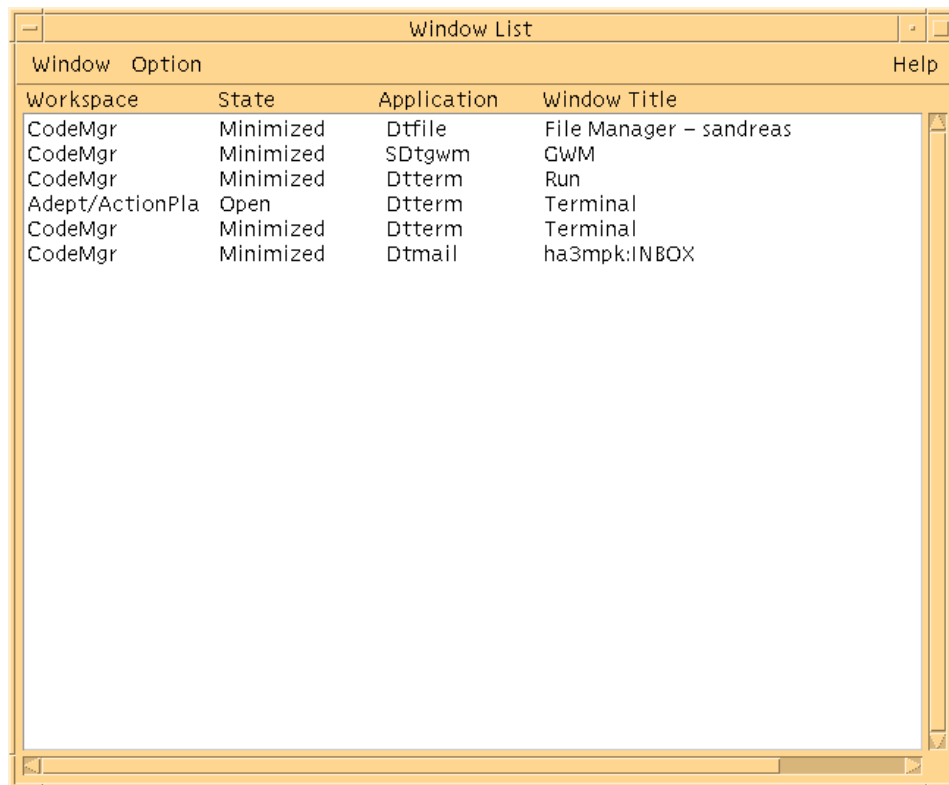 Window List
Window Option Help
Workspace State Application Window Title
CodeMgr Minimized Dtfile File Manager – sandreas
CodeMgr Minimized SDtgwm GWM
CodeMgr Minimized Dtterm Run
Adept/ActionPla Open Dtterm Terminal
CodeMgr Minimized Dtterm Terminal
CodeMgr Minimized Dtmail ha3mpk:INBOX